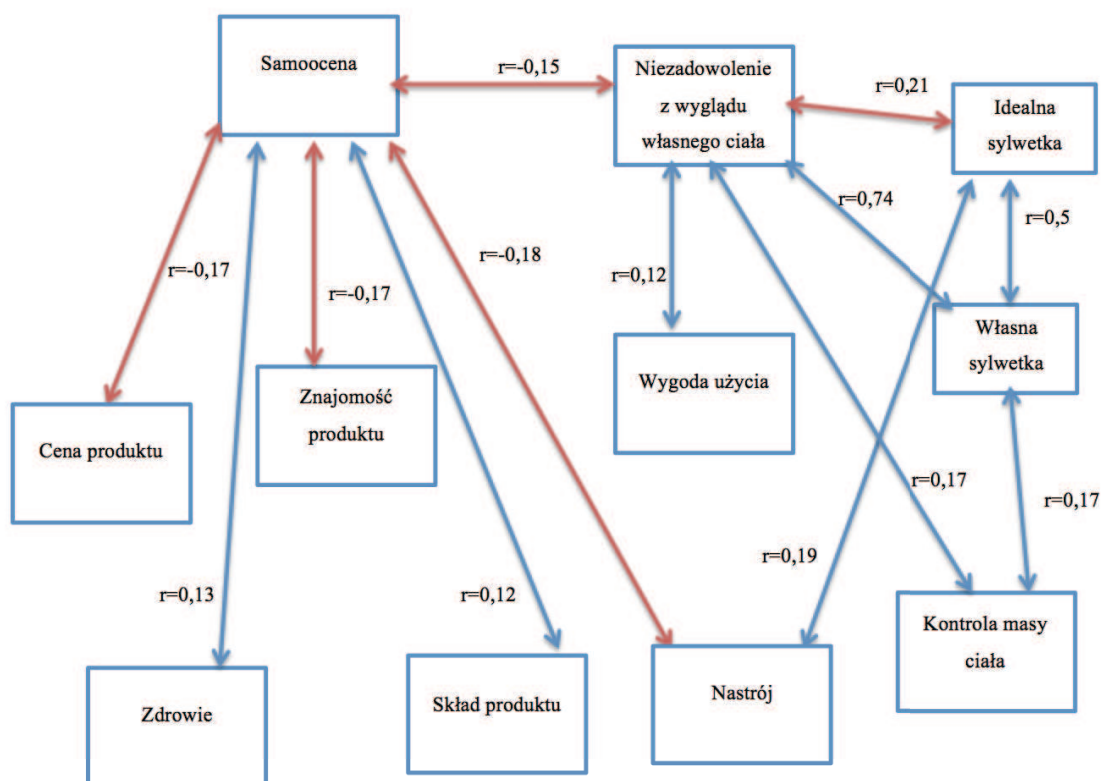 Samoocena
r=-0,15
Niezadowolenie
z wyglądu
własnego ciała
r=0,21
Idealna
sylwetka
r=0,74
r=0,5
r=-0,17
r=-0,17
r=-0,18
r=0,12
Własna
sylwetka
Wygoda użycia
Znajomość
produktu
Cena produktu
r=0,17
r=0,17
r=0,19
r=0,13
r=0,12
Kontrola masy
ciała
Zdrowie
Skład produktu
Nastrój